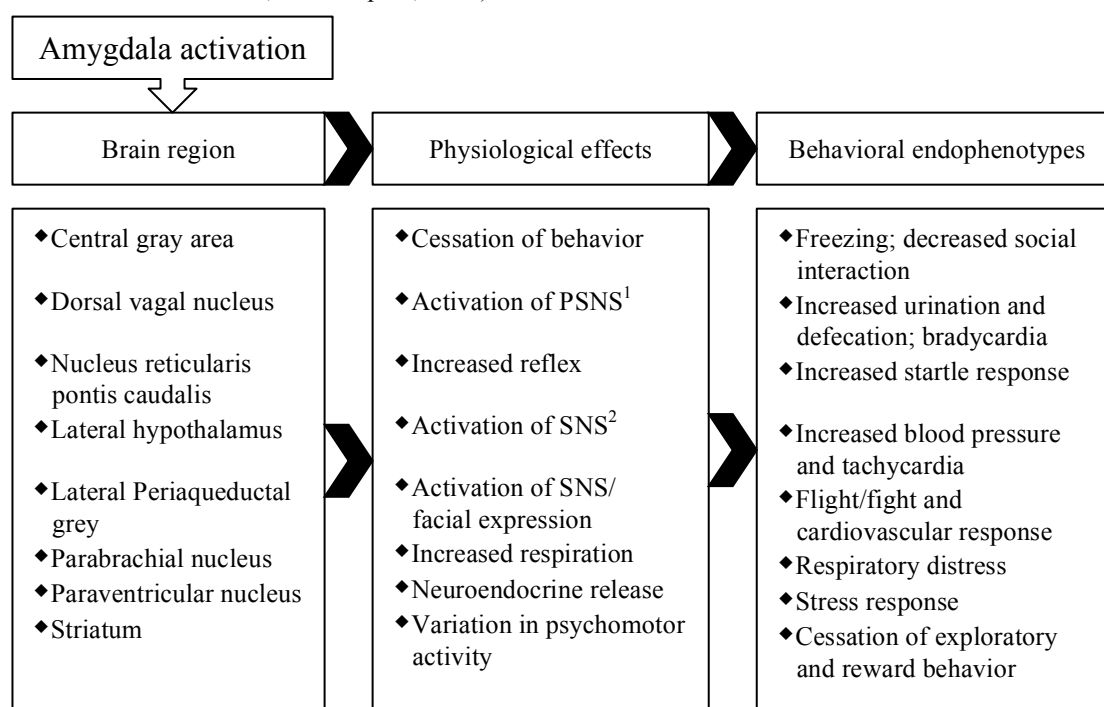 Amygdala activation
Brain region
Physiological effects
Behavioral endophenotypes
◆Central gray area
◆Dorsal vagal nucleus
◆Nucleus reticularis
pontis caudalis
◆Lateral hypothalamus
◆Lateral Periaqueductal
grey
◆Parabrachial nucleus
◆Paraventricular nucleus
◆Striatum
◆Cessation of behavior
◆Activation of PSNS¹
◆Increased reflex
◆Activation of SNS²
◆Activation of SNS/
facial expression
◆Increased respiration
◆Neuroendocrine release
◆Variation in psychomotor
activity
◆Freezing; decreased social
interaction
◆Increased urination and
defecation; bradycardia
◆Increased startle response
◆Increased blood pressure
and tachycardia
◆Flight/fight and
cardiovascular response
◆Respiratory distress
◆Stress response
◆Cessation of exploratory
and reward behavior